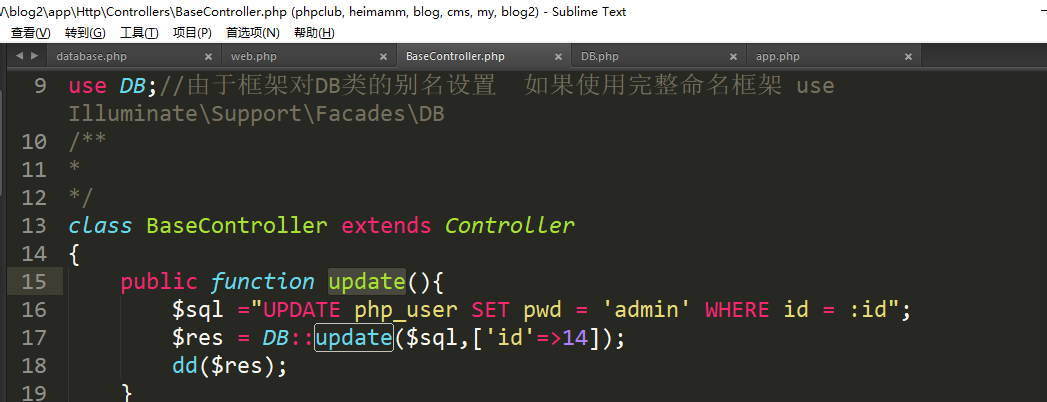 \blog2\app\Http\Controllers\BaseController.php (phpclub, heimamm, blog, cms, my, blog2) - Sublime Text
查看(V) 转到(G) 工具(T) 项目(P) 首选项(N) 帮助(H)
database.php × web.php × BaseController.php × DB.php × app.php ×
9 use DB;//由于框架对DB类的别名设置 如果使用完整命名框架 use
Illuminate\Support\Facades\DB
10 /**
11 *
12 */
13 class BaseController extends Controller
14 {
15 public function update(){
16 $sql ="UPDATE php_user SET pwd = 'admin' WHERE id = :id";
17 $res = DB::update($sql,['id'=>14]);
18 dd($res);
19 }